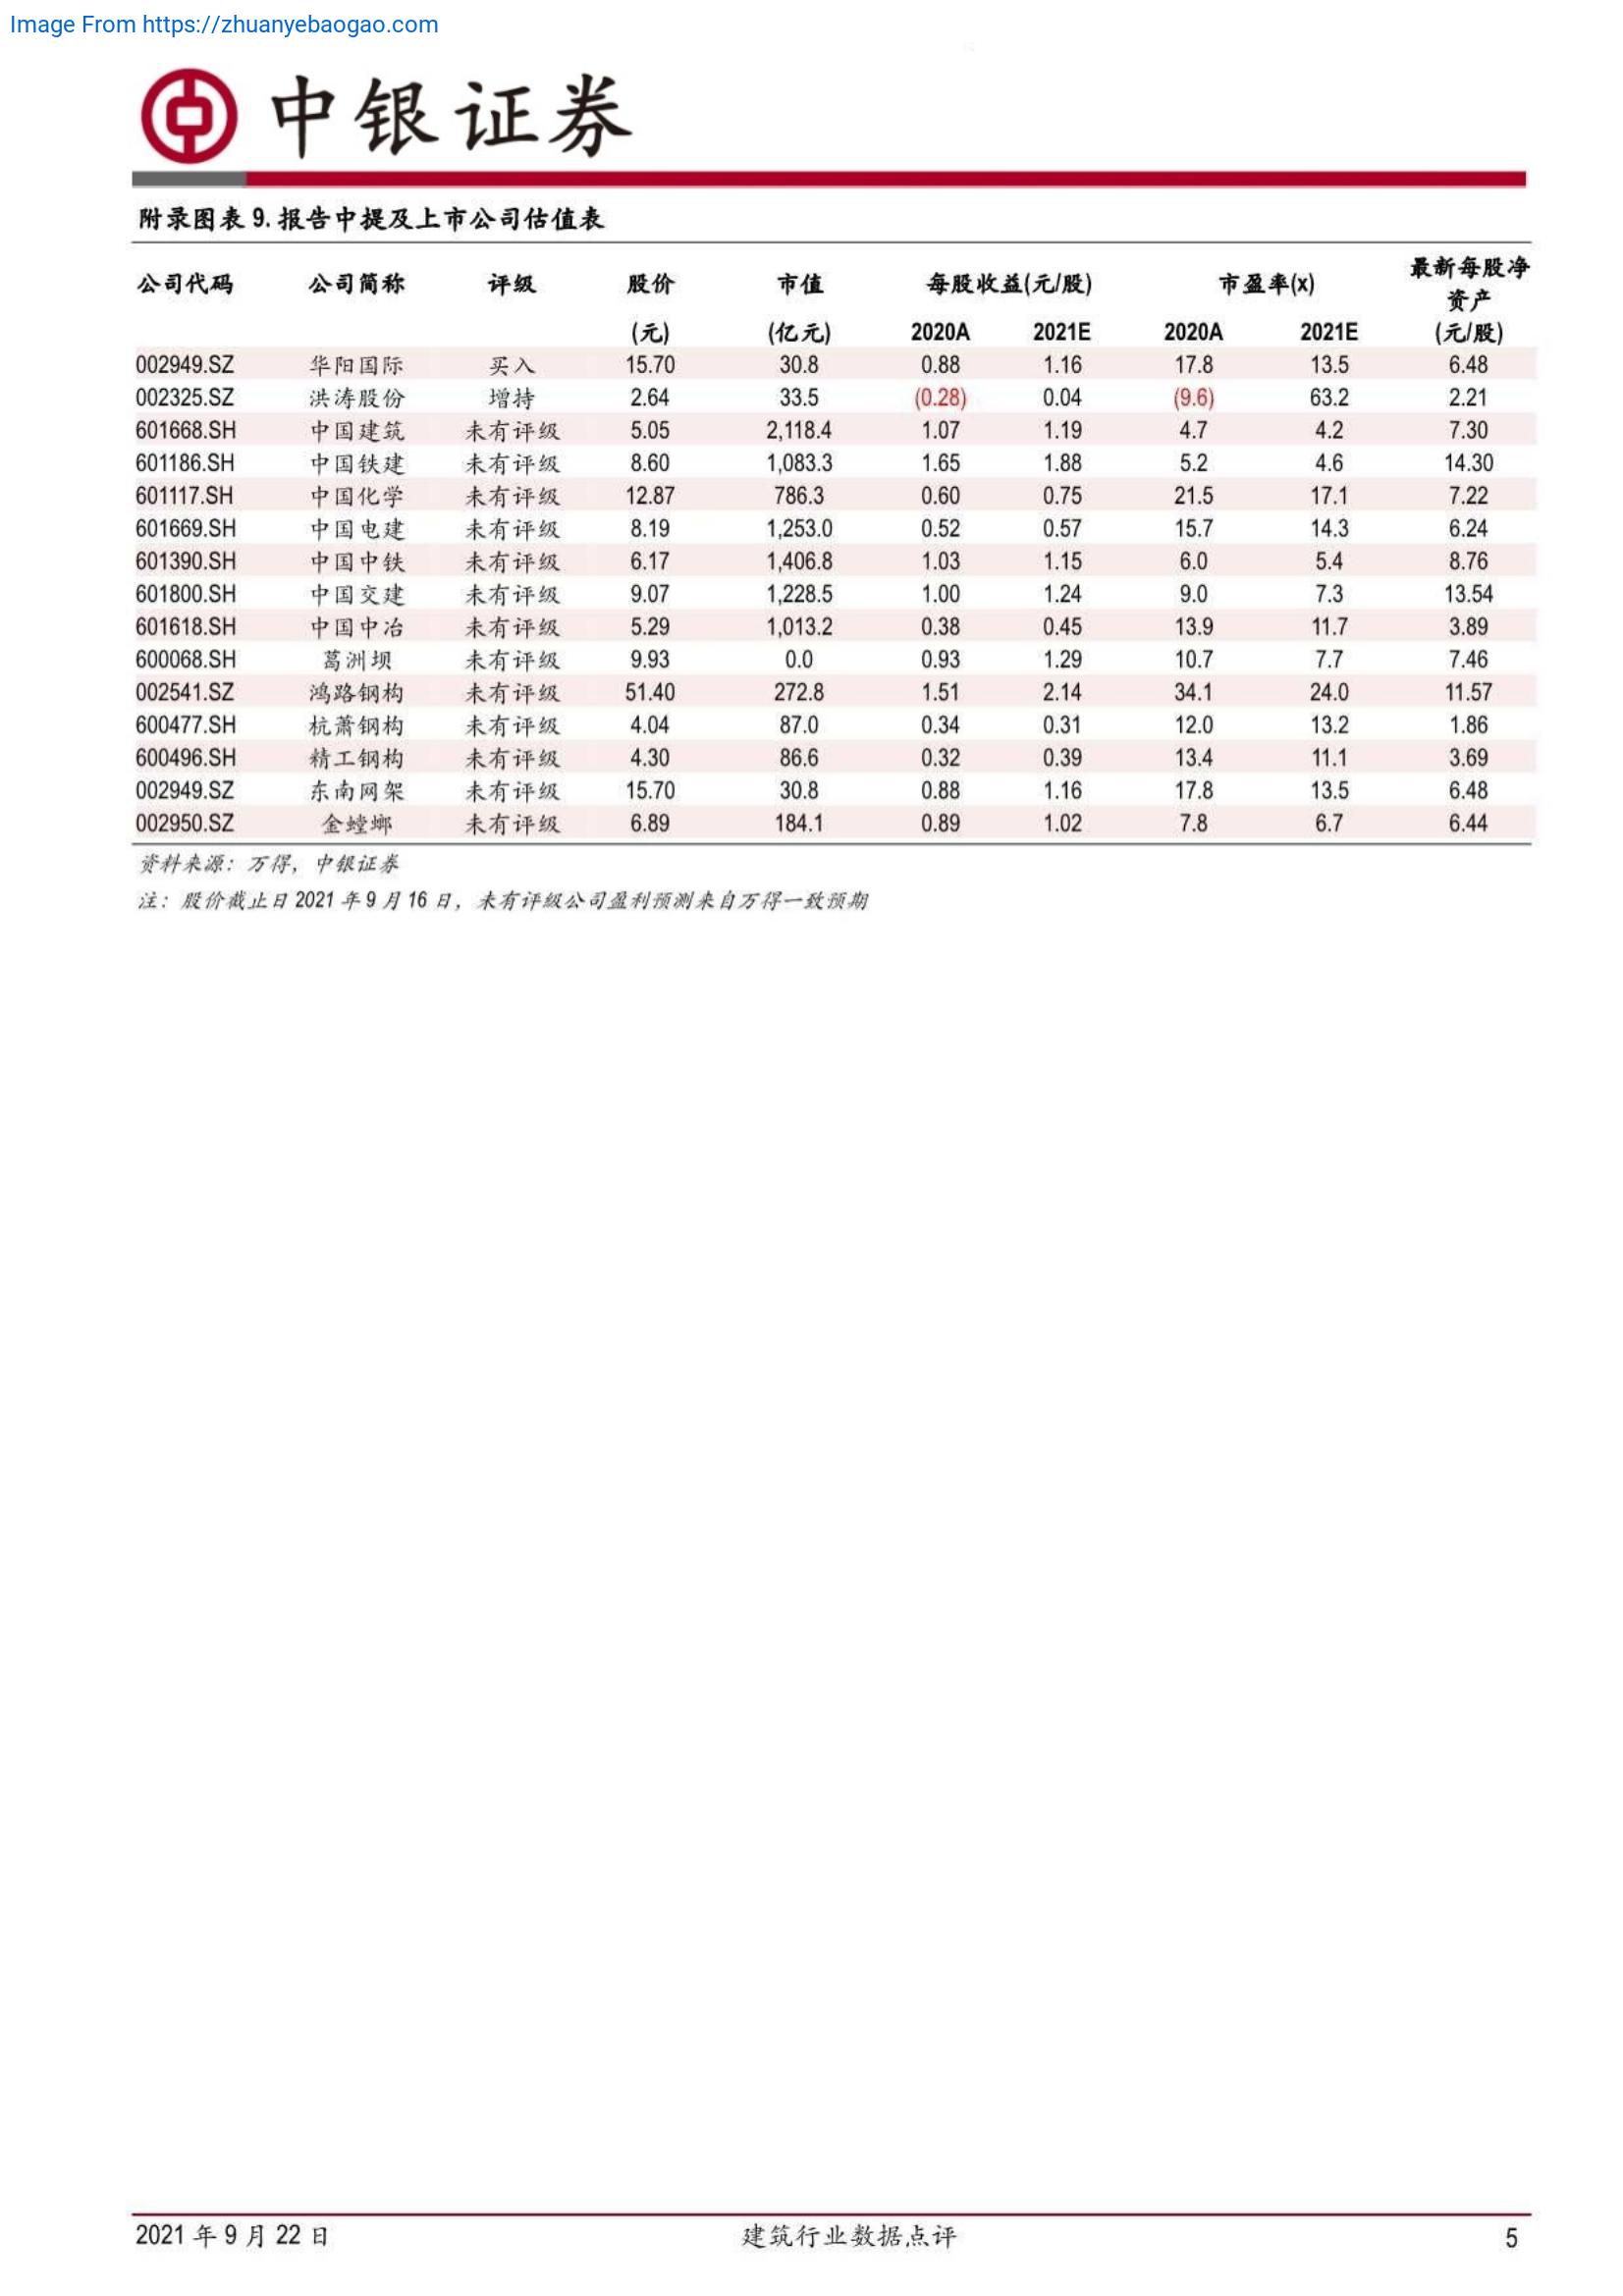 Image From https://zhuanyebaogao.com
中银证券
附录图表 9. 报告中提及上市公司估值表
公司代码 公司简称 评级 股价 市值 每股收益(元/股) 市盈率(x) 最新每股净资产
(元) (亿元) 2020A 2021E 2020A 2021E (元/股)
002949.SZ 华阳国际 买入 15.70 30.8 0.88 1.16 17.8 13.5 6.48
002325.SZ 洪涛股份 增持 2.64 33.5 (0.28) 0.04 (9.6) 63.2 2.21
601668.SH 中国建筑 未有评级 5.05 2,118.4 1.07 1.19 4.7 4.2 7.30
601186.SH 中国铁建 未有评级 8.60 1,083.3 1.65 1.88 5.2 4.6 14.30
601117.SH 中国化学 未有评级 12.87 786.3 0.60 0.75 21.5 17.1 7.22
601669.SH 中国电建 未有评级 8.19 1,253.0 0.52 0.57 15.7 14.3 6.24
601390.SH 中国中铁 未有评级 6.17 1,406.8 1.03 1.15 6.0 5.4 8.76
601800.SH 中国交建 未有评级 9.07 1,228.5 1.00 1.24 9.0 7.3 13.54
601618.SH 中国中冶 未有评级 5.29 1,013.2 0.38 0.45 13.9 11.7 3.89
600068.SH 葛洲坝 未有评级 9.93 0.0 0.93 1.29 10.7 7.7 7.46
002541.SZ 鸿路钢构 未有评级 51.40 272.8 1.51 2.14 34.1 24.0 11.57
600477.SH 杭萧钢构 未有评级 4.04 87.0 0.34 0.31 12.0 13.2 1.86
600496.SH 精工钢构 未有评级 4.30 86.6 0.32 0.39 13.4 11.1 3.69
002949.SZ 东南网架 未有评级 15.70 30.8 0.88 1.16 17.8 13.5 6.48
002950.SZ 金螳螂 未有评级 6.89 184.1 0.89 1.02 7.8 6.7 6.44
资料来源：万得，中银证券
注：股价截止日 2021 年 9 月 16 日，未有评级公司盈利预测来自万得一致预期
2021 年 9 月 22 日 建筑行业数据点评 5